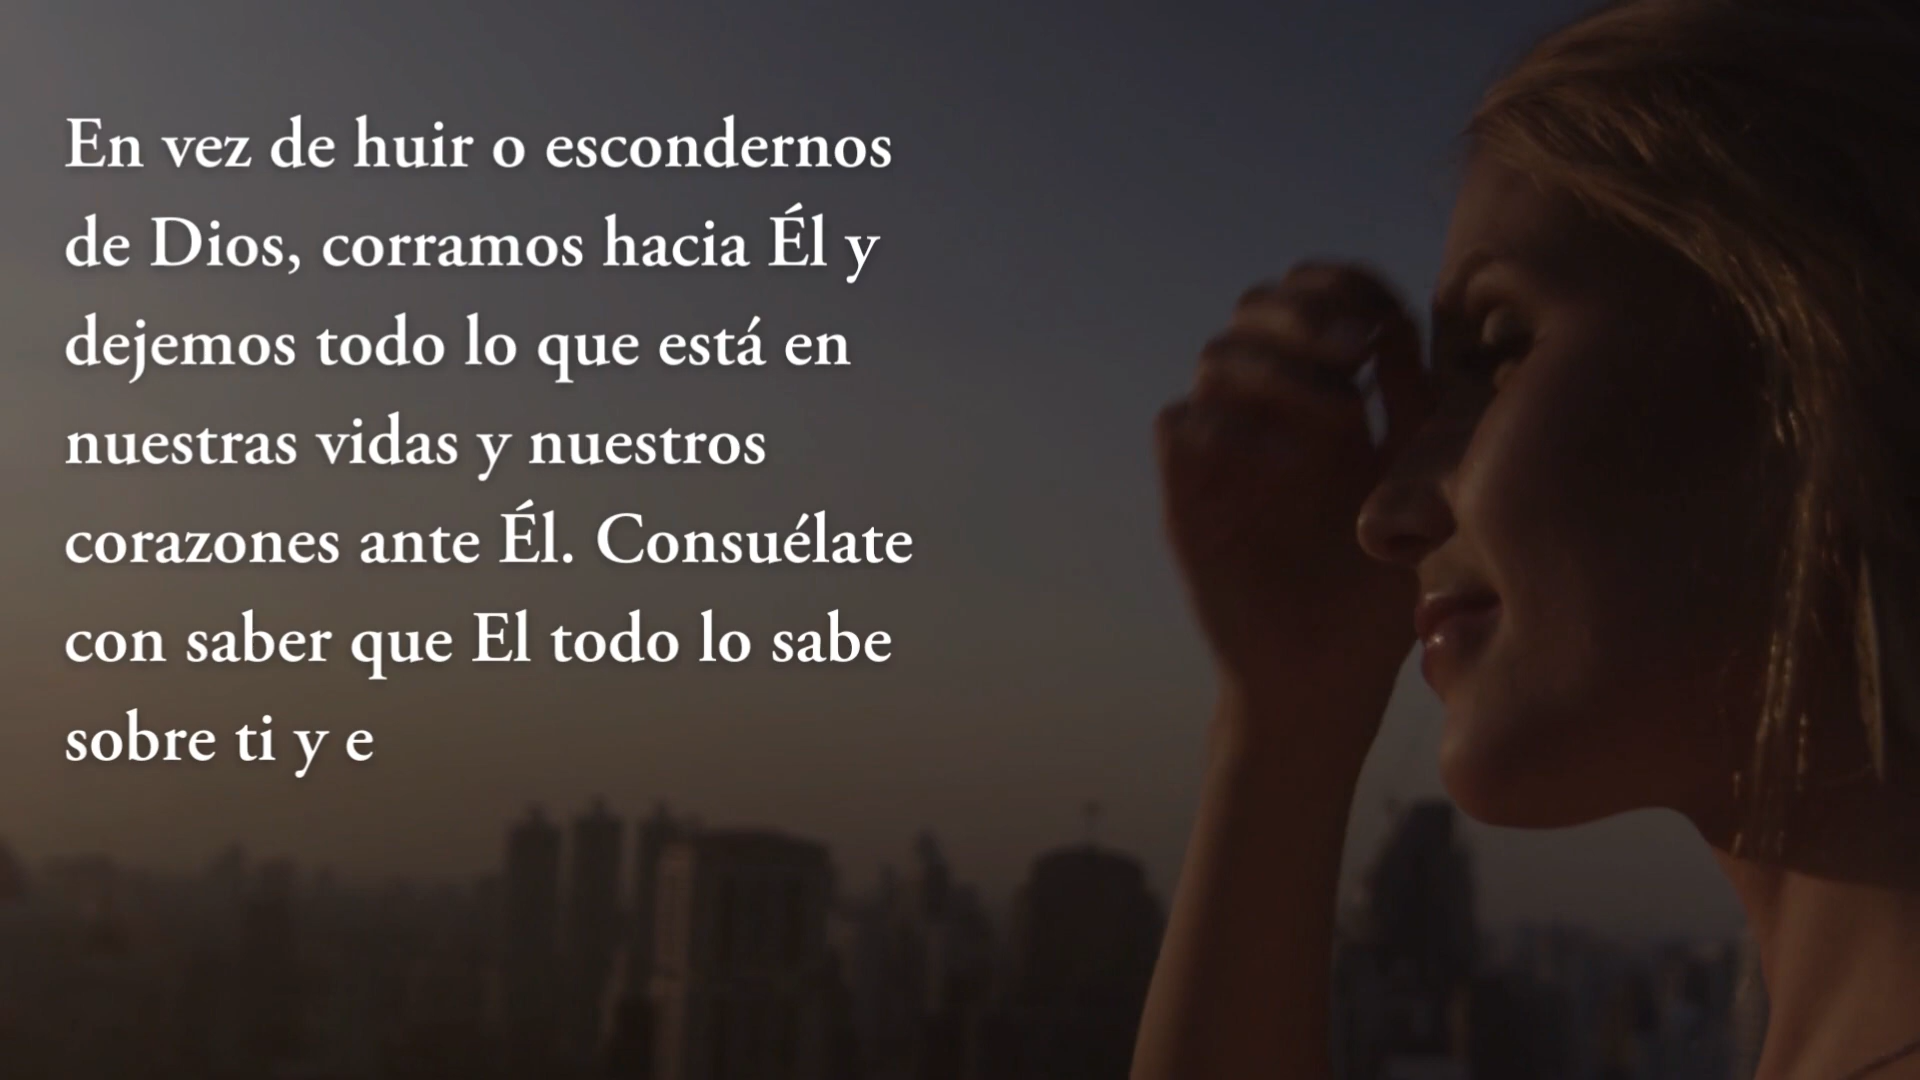 En vez de huir o escondernos
de Dios, corramos hacia Él y
dejemos todo lo que está en
nuestras vidas y nuestros
corazones ante Él. Consuélate
con saber que El todo lo sabe
sobre ti y e